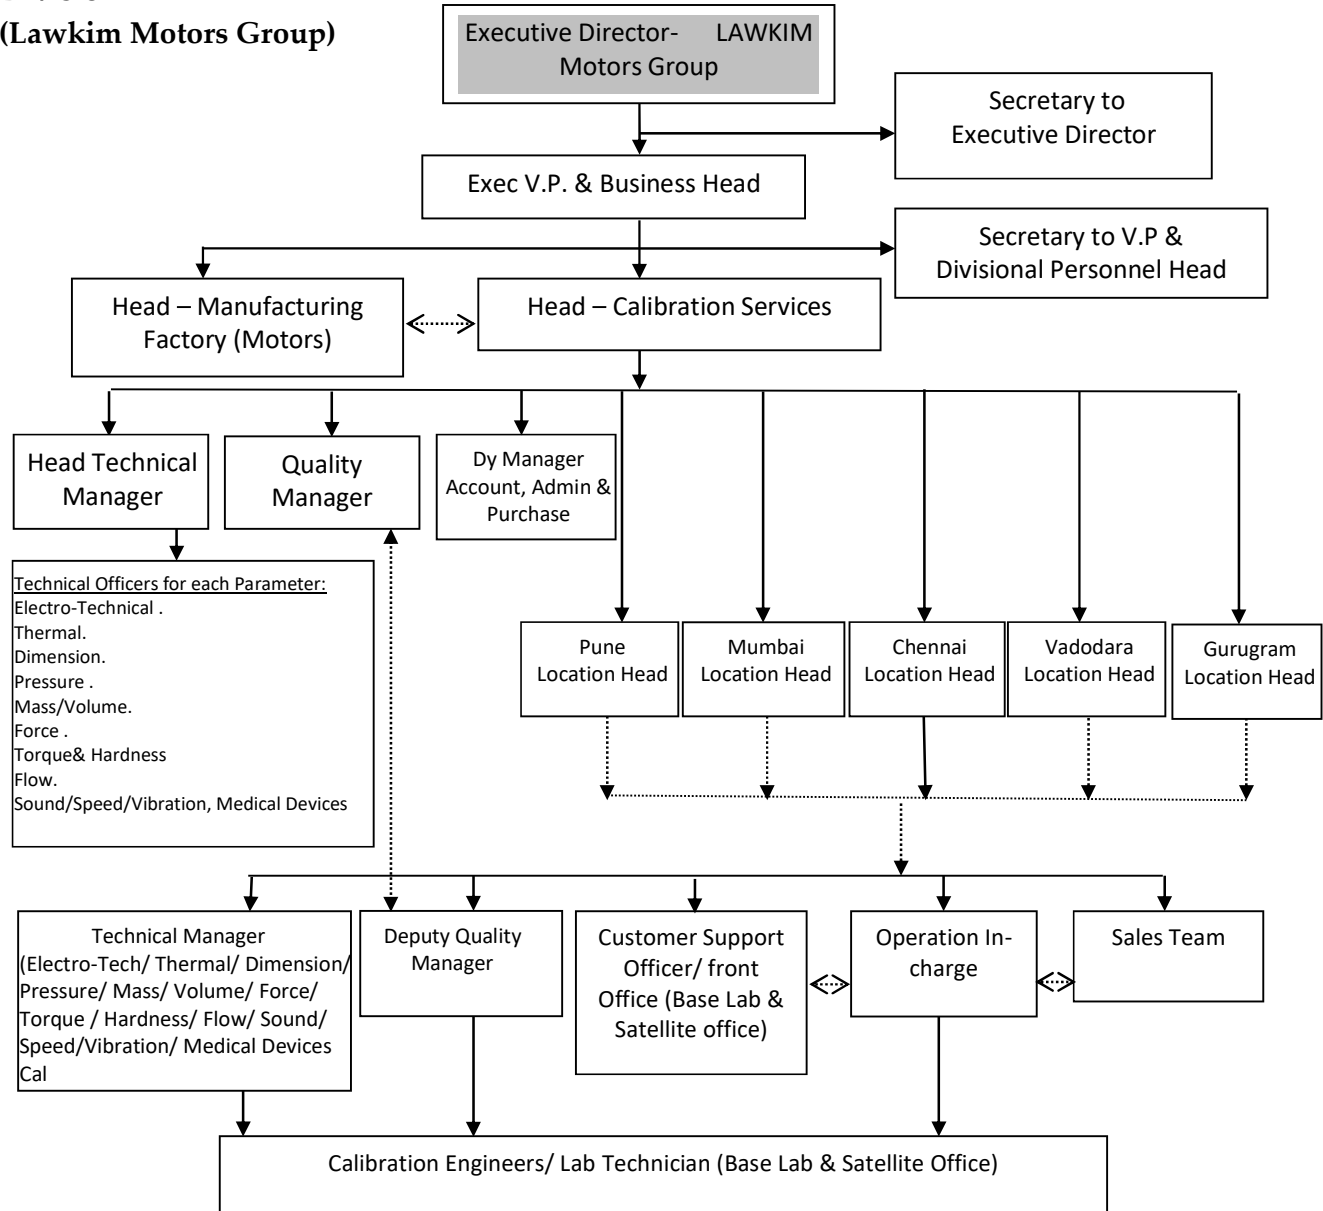 (Lawkim Motors Group)
Executive Director- LAWKIM
Motors Group
Secretary to
Executive Director
Exec V.P. & Business Head
Secretary to V.P &
Divisional Personnel Head
Head – Manufacturing
Factory (Motors)
Head – Calibration Services
Head Technical
Manager
Quality
Manager
Dy Manager
Account, Admin &
Purchase
Technical Officers for each Parameter:
Electro-Technical .
Thermal.
Dimension.
Pressure .
Mass/Volume.
Force .
Torque& Hardness
Flow.
Sound/Speed/Vibration, Medical Devices
Pune
Location Head
Mumbai
Location Head
Chennai
Location Head
Vadodara
Location Head
Gurugram
Location Head
Technical Manager
(Electro-Tech/ Thermal/ Dimension/
Pressure/ Mass/ Volume/ Force/
Torque / Hardness/ Flow/ Sound/
Speed/Vibration/ Medical Devices
Cal
Deputy Quality
Manager
Customer Support
Officer/ front
Office (Base Lab &
Satellite office)
Operation In-
charge
Sales Team
Calibration Engineers/ Lab Technician (Base Lab & Satellite Office)